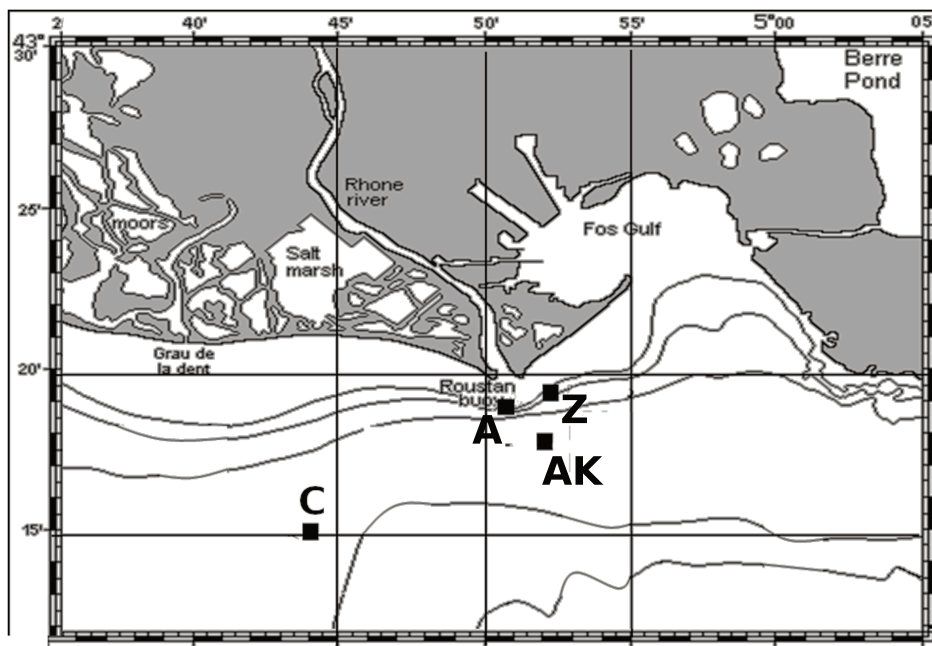 2 40' 45' 50' 55' 5°00 05
43°
30'
Berre
Pond
Rhone
river
25'
moors
Fos Gulf
Salt
marsh
Grau de
la dent
20'
Roustan
buoy
A
Z
AK
C
15'